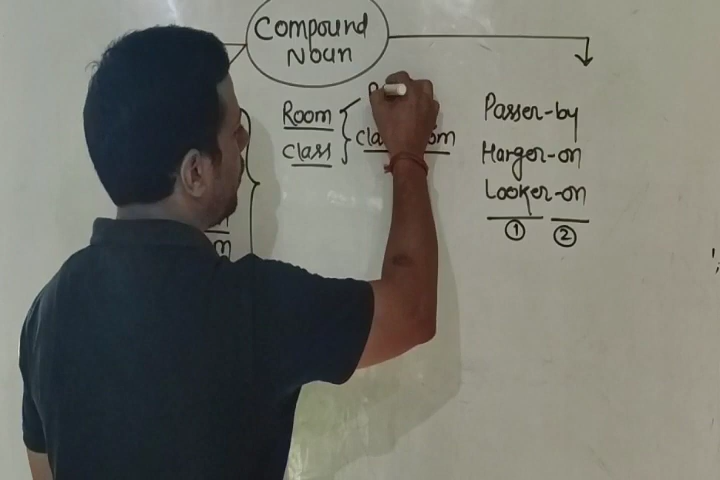 Compound
Noun
Room
Class
Passer-by
Hanger-on
Looker-on
1 2